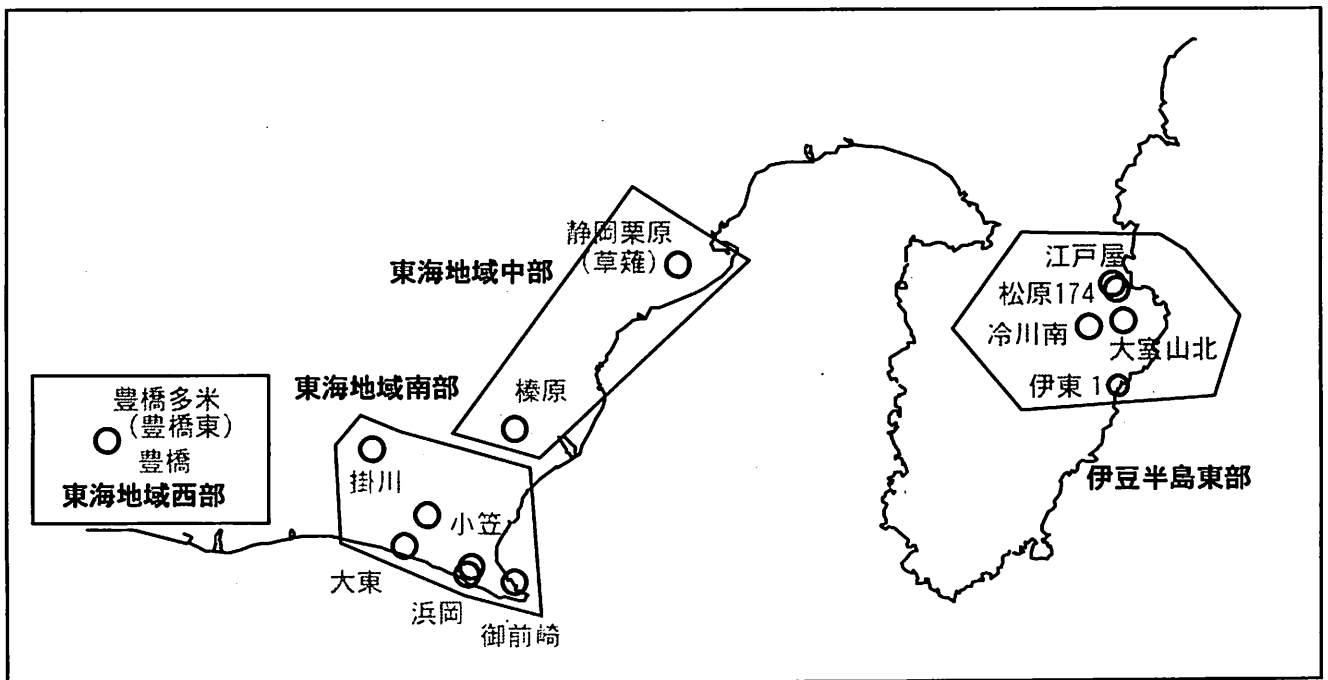 静岡栗原
(草薙)
東海地域中部
榛原
東海地域南部
掛川
小笠
大東
浜岡
御前崎
豊橋多米
(豊橋東)
豊橋
東海地域西部
江戸屋
松原174
冷川南
大室山北
伊東1
伊豆半島東部